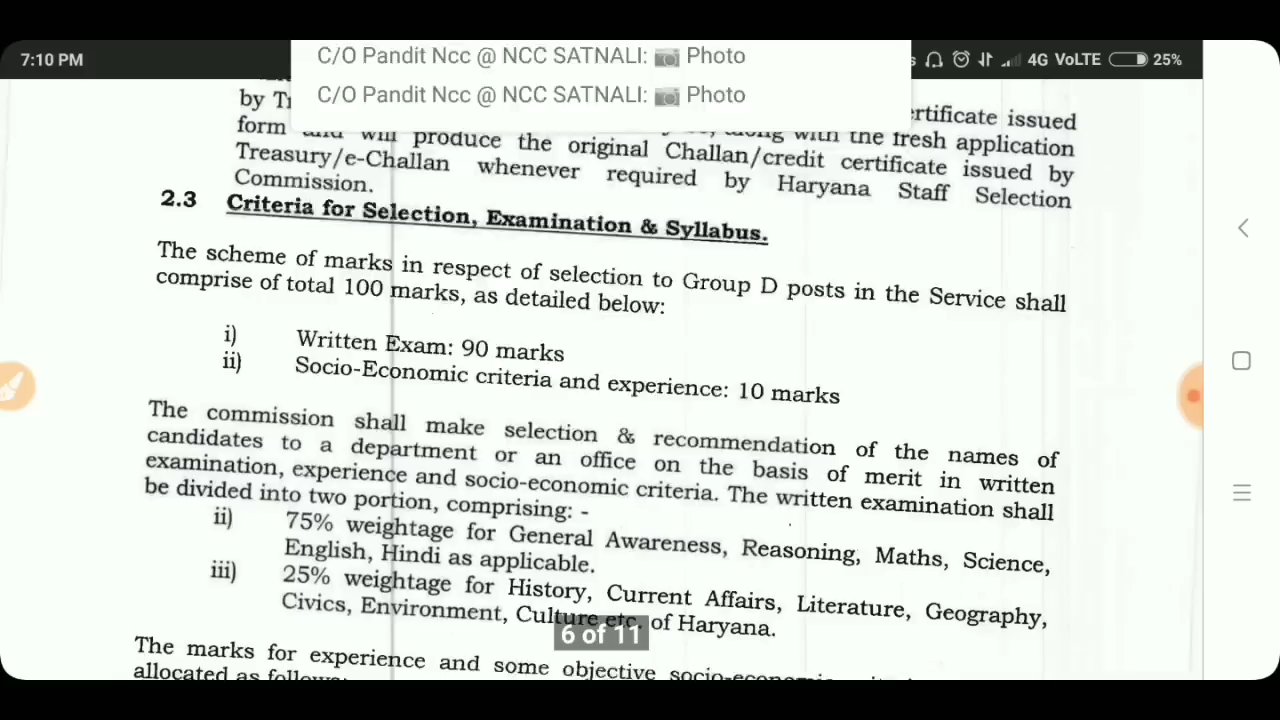 7:10 PM
C/O Pandit Ncc @ NCC SATNALI: 📷 Photo
4G VoLTE 25%
C/O Pandit Ncc @ NCC SATNALI: 📷 Photo
ertificate issued
by Tr
along with the fresh application
form and will produce the original Challan/credit certificate issued by
Treasury/e-Challan whenever required by Haryana Staff Selection
Commission.
2.3 Criteria for Selection, Examination & Syllabus.
The scheme of marks in respect of selection to Group D posts in the Service shall
comprise of total 100 marks, as detailed below:
i) Written Exam: 90 marks
ii) Socio-Economic criteria and experience: 10 marks
The commission shall make selection & recommendation of the names of
candidates to a department or an office on the basis of merit in written
examination, experience and socio-economic criteria. The written examination shall
be divided into two portion, comprising: -
ii) 75% weightage for General Awareness, Reasoning, Maths, Science,
English, Hindi as applicable.
iii) 25% weightage for History, Current Affairs, Literature, Geography,
Civics, Environment, Culture etc. of Haryana.
6 of 11
The marks for experience and some objective socio-economic
allocated as follows: